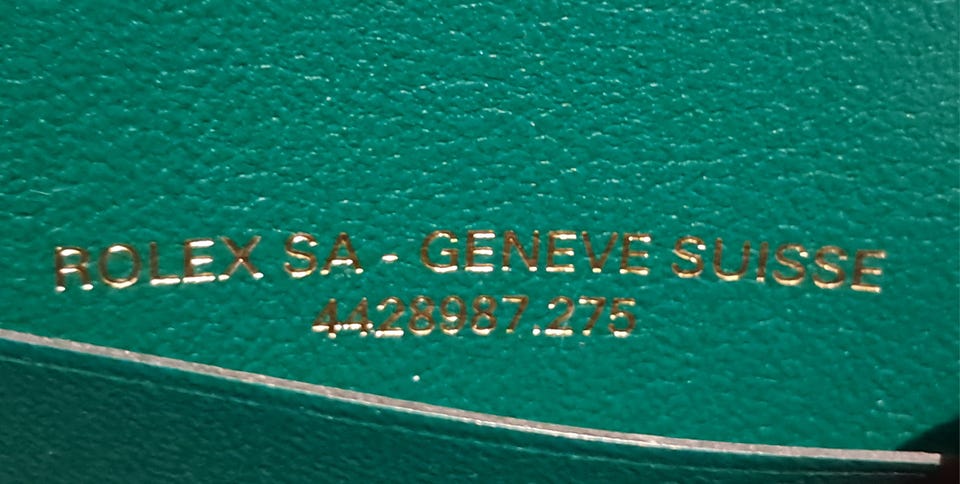 ROLEX SA - GENEVE SUISSE
4428987.275